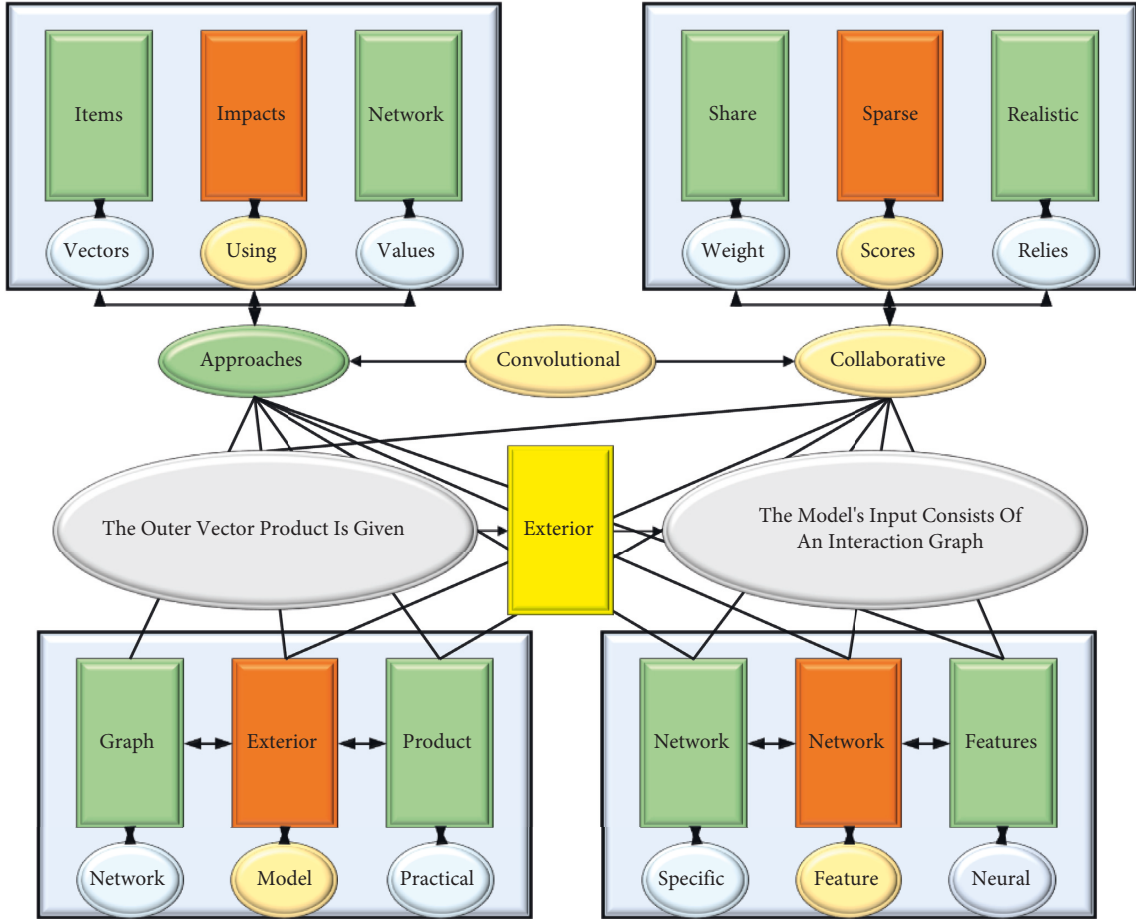 Items
Impacts
Network
Share
Sparse
Realistic
Vectors
Using
Values
Weight
Scores
Relies
Approaches
Convolutional
Collaborative
The Outer Vector Product Is Given
Exterior
The Model's Input Consists Of
An Interaction Graph
Graph
Exterior
Product
Network
Network
Features
Network
Model
Practical
Specific
Feature
Neural